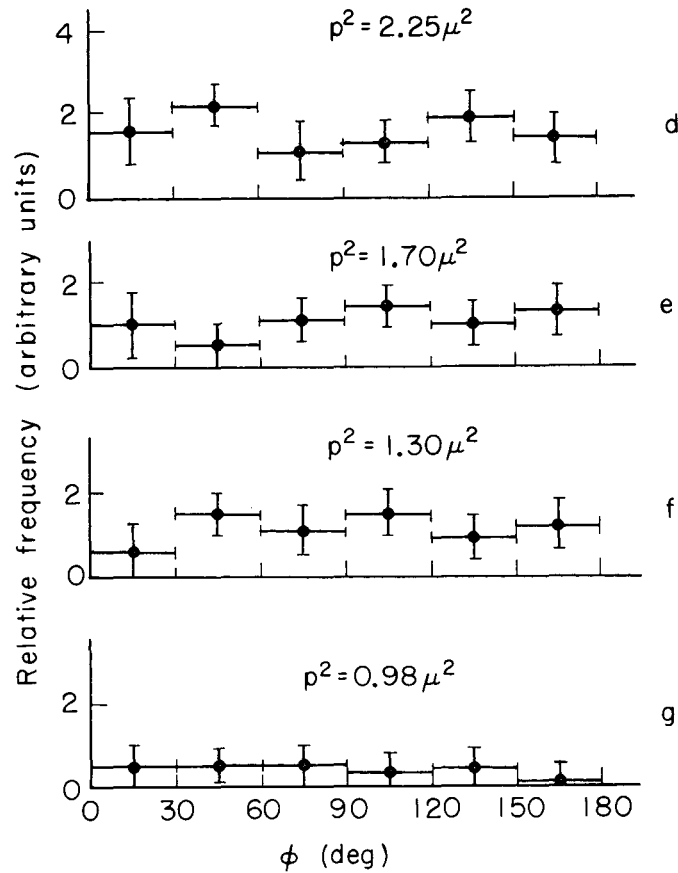 p² = 2.25μ²
4
2
0
d
p² = 1.70μ²
2
0
e
p² = 1.30μ²
2
0
f
p² = 0.98μ²
2
0
g
0 30 60 90 120 150 180
ϕ (deg)
Relative frequency (arbitrary units)